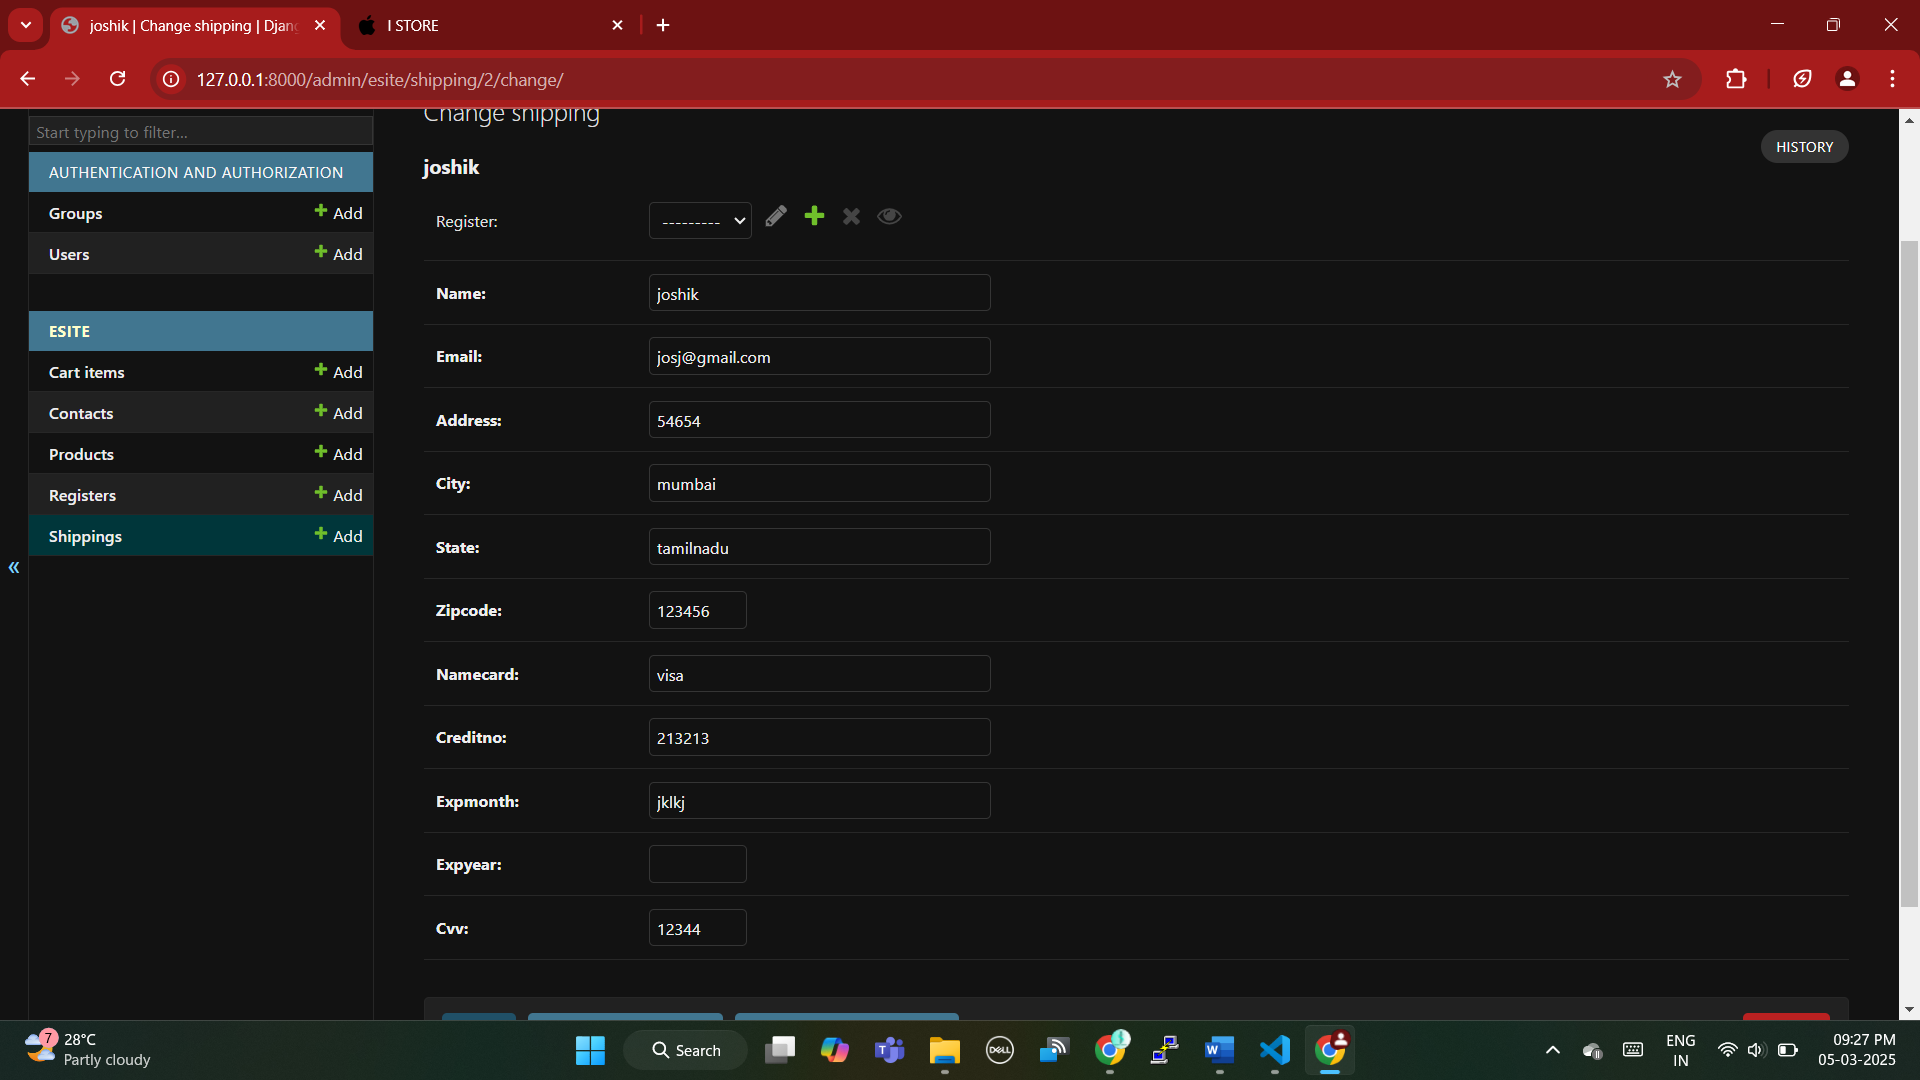 joshik | Change shipping | Djang
I STORE
127.0.0.1:8000/admin/esite/shipping/2/change/
Start typing to filter...
AUTHENTICATION AND AUTHORIZATION
Groups
Add
Users
Add
ESITE
Cart items
Add
Contacts
Add
Products
Add
Registers
Add
Shippings
Add
«
Change shipping
HISTORY
joshik
Register: ---------
Name: joshik
Email: josj@gmail.com
Address: 54654
City: mumbai
State: tamilnadu
Zipcode: 123456
Namecard: visa
Creditno: 213213
Expmonth: jklkj
Expyear:
Cvv: 12344
7
28°C
Partly cloudy
Search
DELL
ENG
IN
09:27 PM
05-03-2025